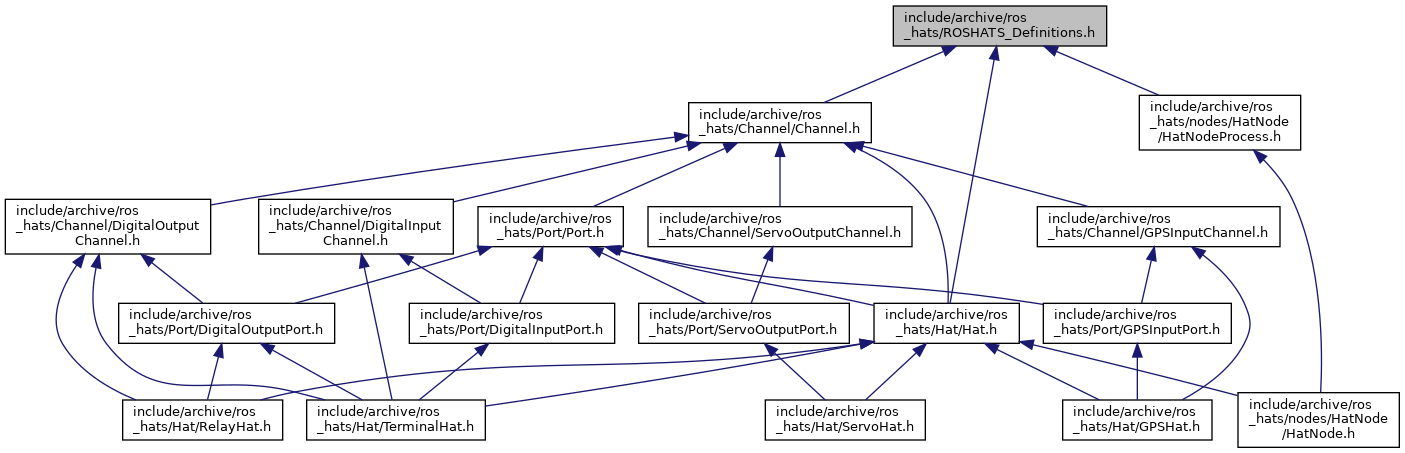 include/archive/ros
_hats/ROSHATS_Definitions.h
include/archive/ros
_hats/Channel/Channel.h
include/archive/ros
_hats/nodes/HatNode
/HatNodeProcess.h
include/archive/ros
_hats/Channel/DigitalOutput
Channel.h
include/archive/ros
_hats/Channel/DigitalInput
Channel.h
include/archive/ros
_hats/Port/Port.h
include/archive/ros
_hats/Channel/ServoOutputChannel.h
include/archive/ros
_hats/Channel/GPSInputChannel.h
include/archive/ros
_hats/Port/DigitalOutputPort.h
include/archive/ros
_hats/Port/DigitalInputPort.h
include/archive/ros
_hats/Port/ServoOutputPort.h
include/archive/ros
_hats/Hat/Hat.h
include/archive/ros
_hats/Port/GPSInputPort.h
include/archive/ros
_hats/Hat/RelayHat.h
include/archive/ros
_hats/Hat/TerminalHat.h
include/archive/ros
_hats/Hat/ServoHat.h
include/archive/ros
_hats/Hat/GPSHat.h
include/archive/ros
_hats/nodes/HatNode
/HatNode.h